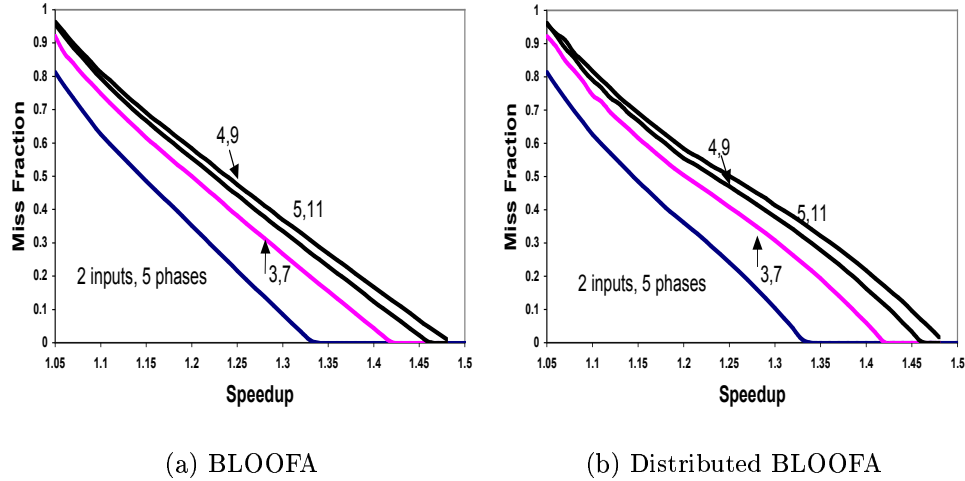 1
0.9
0.8
0.7
0.6
0.5
0.4
0.3
0.2
0.1
0
Miss Fraction
4,9
5,11
3,7
2 inputs, 5 phases
1.05 1.1 1.15 1.2 1.25 1.3 1.35 1.4 1.45 1.5
Speedup
(a) BLOOFA
1
0.9
0.8
0.7
0.6
0.5
0.4
0.3
0.2
0.1
0
Miss Fraction
4,9
5,11
3,7
2 inputs, 5 phases
1.05 1.1 1.15 1.2 1.25 1.3 1.35 1.4 1.45 1.5
Speedup
(b) Distributed BLOOFA